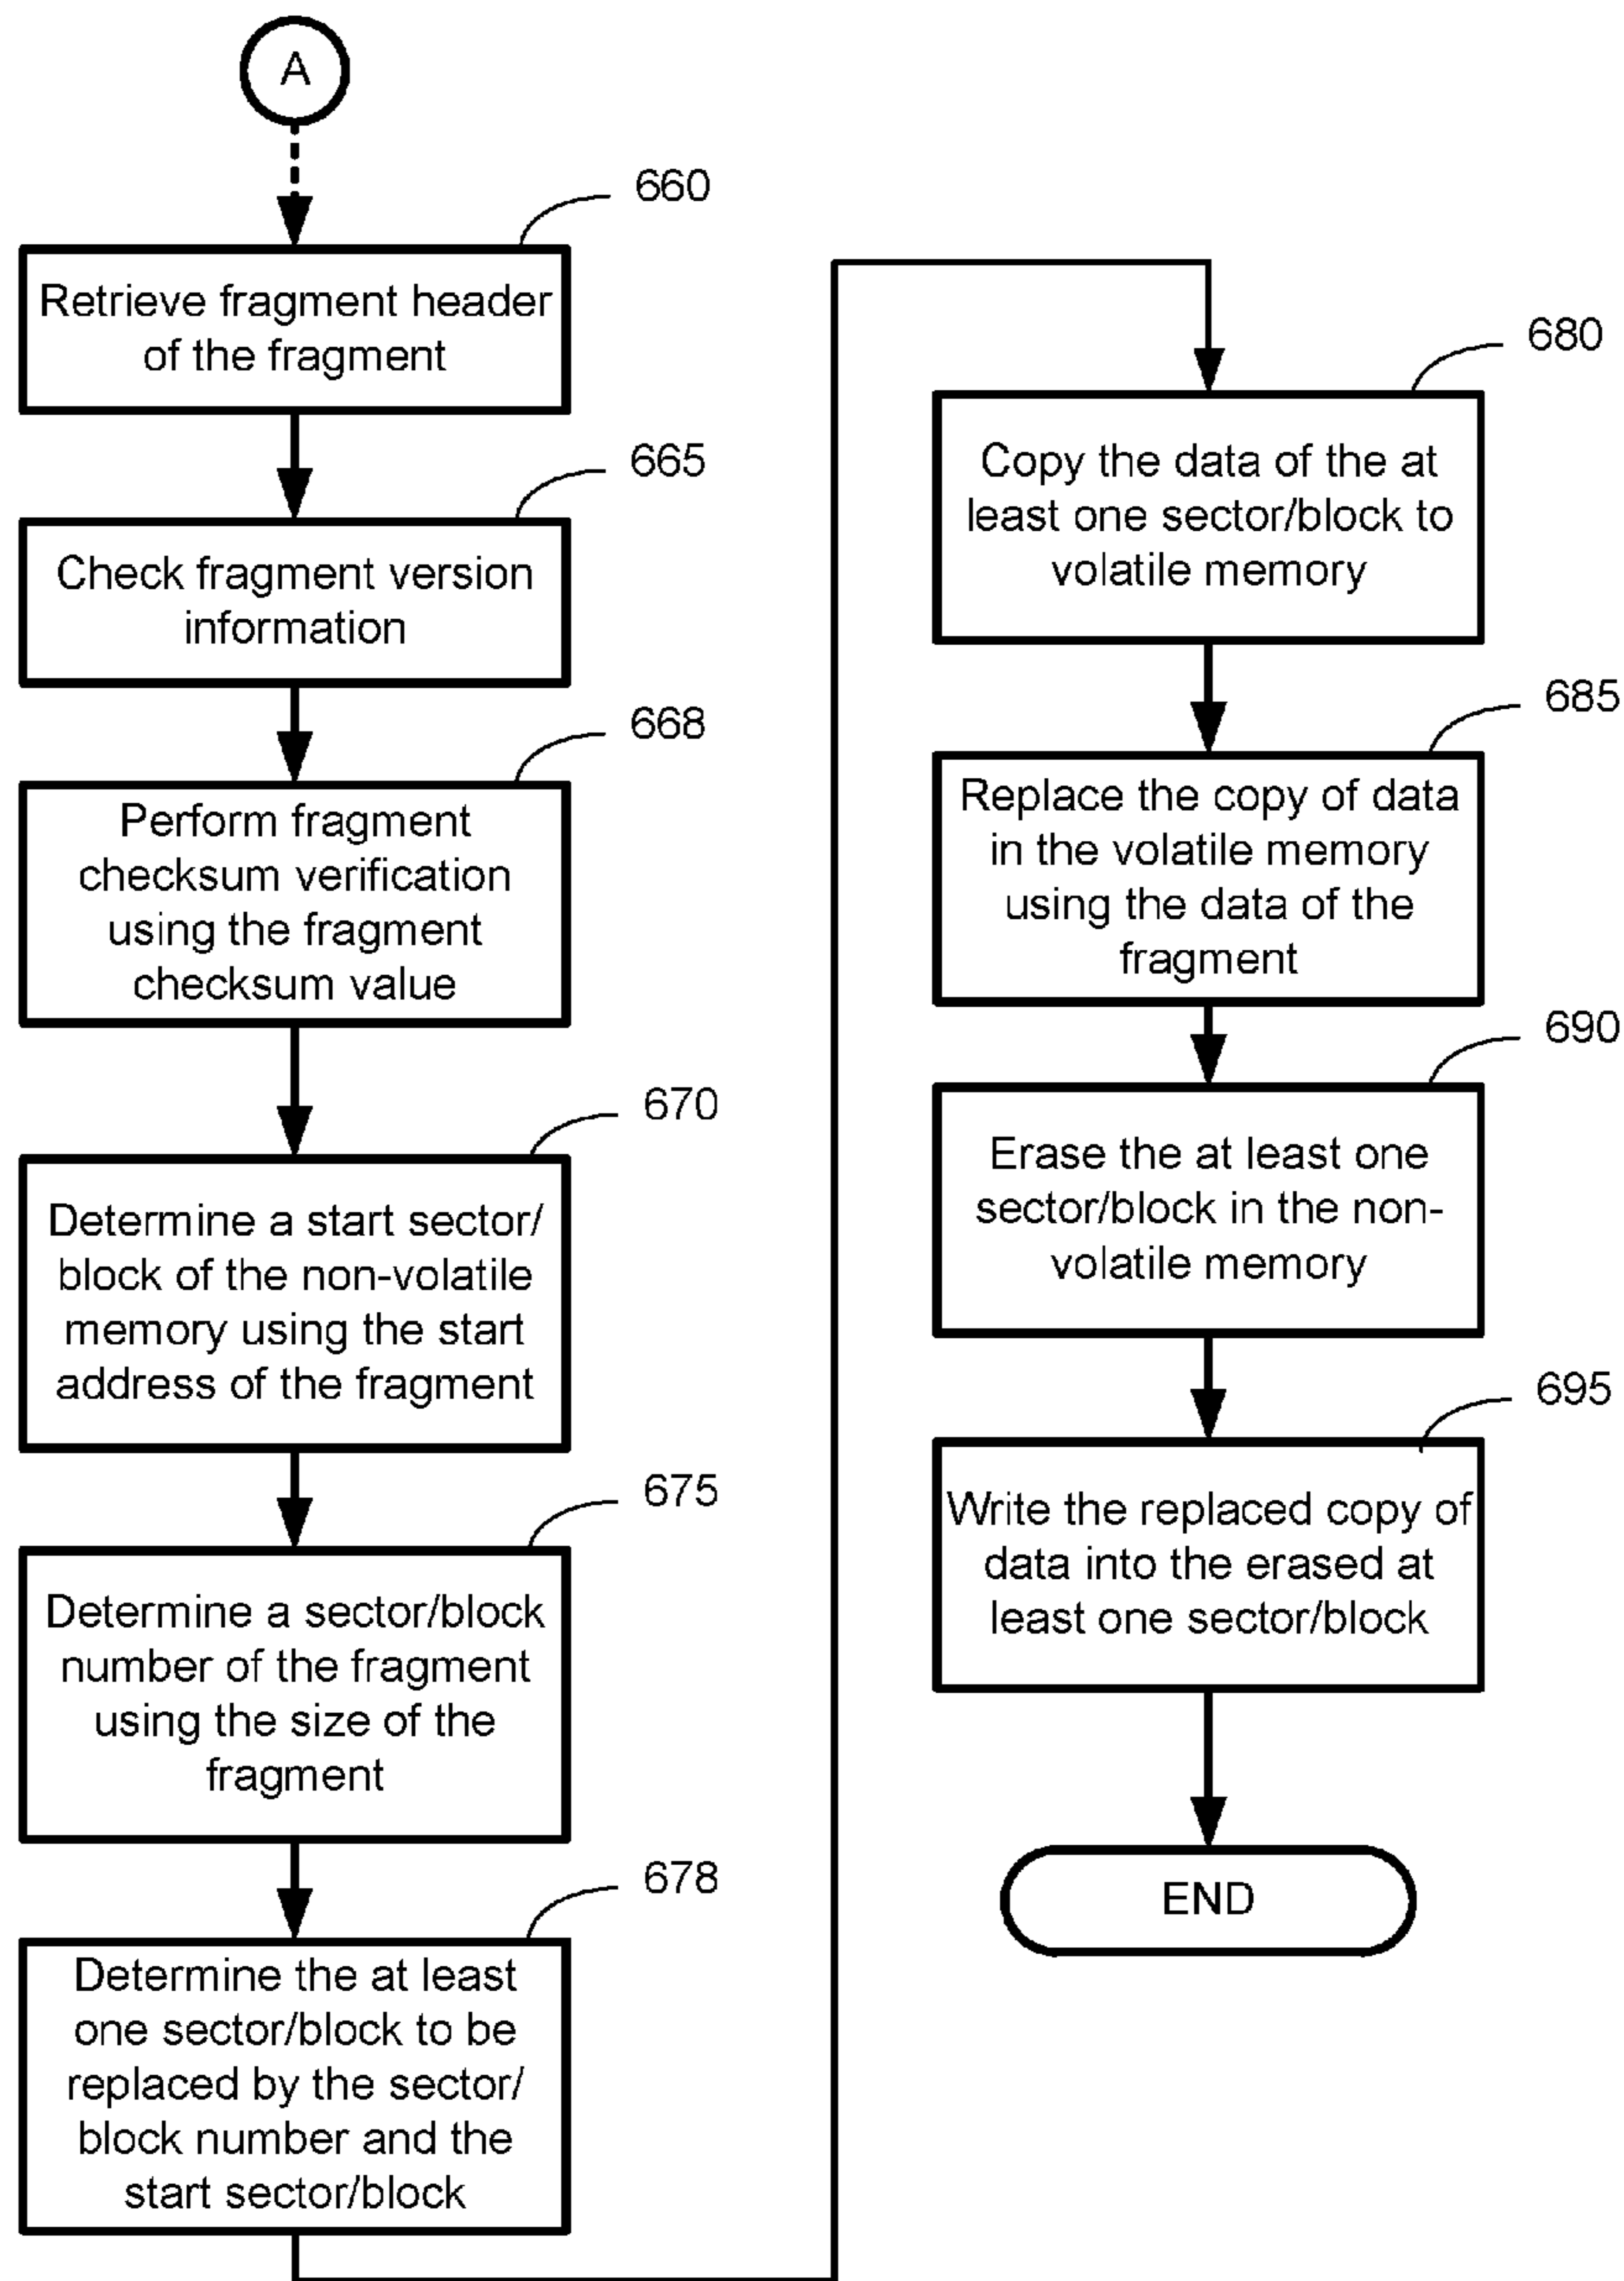 A
660
Retrieve fragment header
of the fragment
665
Check fragment version
information
668
Perform fragment
checksum verification
using the fragment
checksum value
670
Determine a start sector/
block of the non-volatile
memory using the start
address of the fragment
675
Determine a sector/block
number of the fragment
using the size of the
fragment
678
Determine the at least
one sector/block to be
replaced by the sector/
block number and the
start sector/block
680
Copy the data of the at
least one sector/block to
volatile memory
685
Replace the copy of data
in the volatile memory
using the data of the
fragment
690
Erase the at least one
sector/block in the non-
volatile memory
695
Write the replaced copy of
data into the erased at
least one sector/block
END